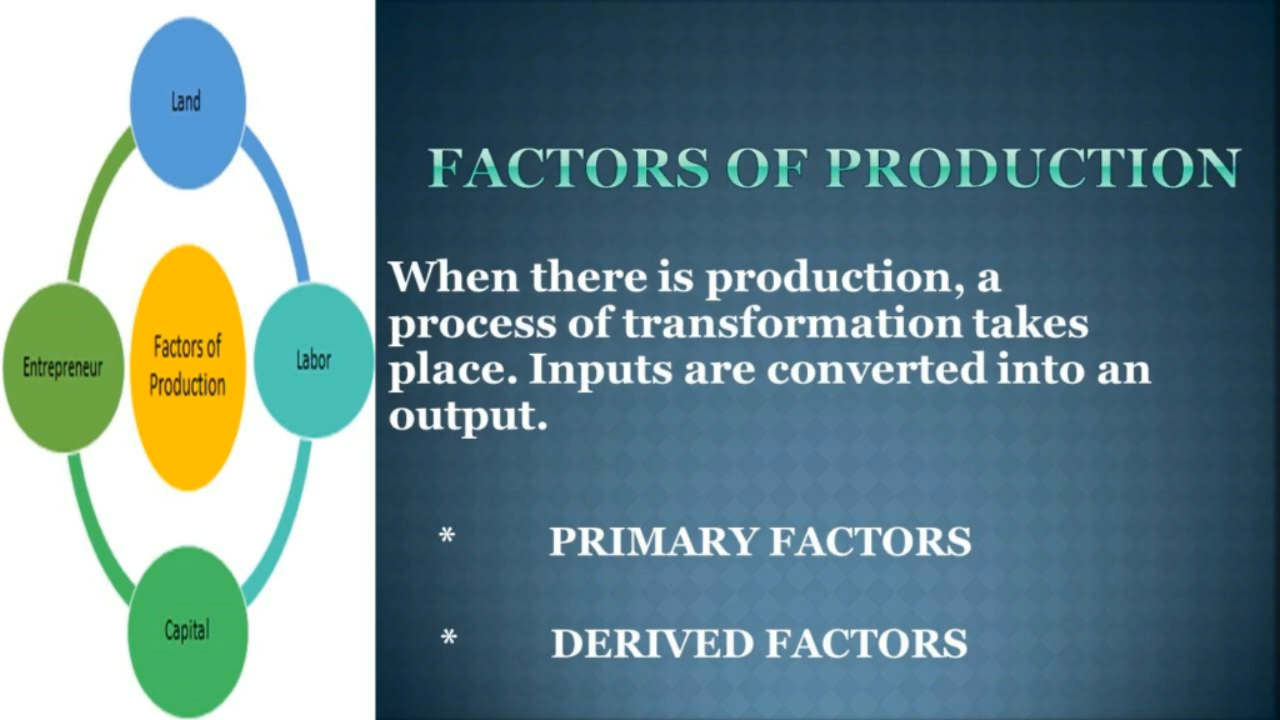 Land
Entrepreneur
Factors of
Production
Labor
Capital
FACTORS OF PRODUCTION
When there is production, a
process of transformation takes
place. Inputs are converted into an
output.
* PRIMARY FACTORS
* DERIVED FACTORS